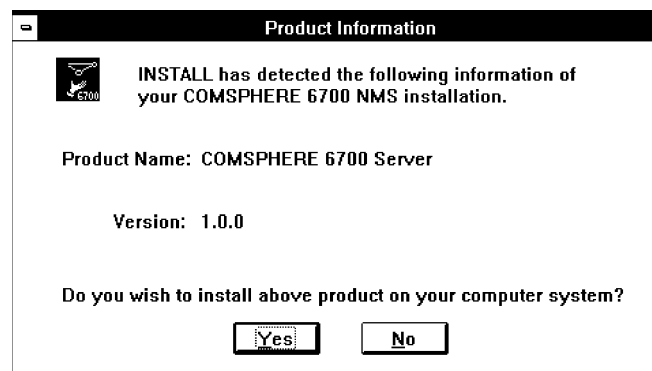 Product Information
6700
INSTALL has detected the following information of
your COMSPHERE 6700 NMS installation.
Product Name: COMSPHERE 6700 Server
Version: 1.0.0
Do you wish to install above product on your computer system?
Yes No